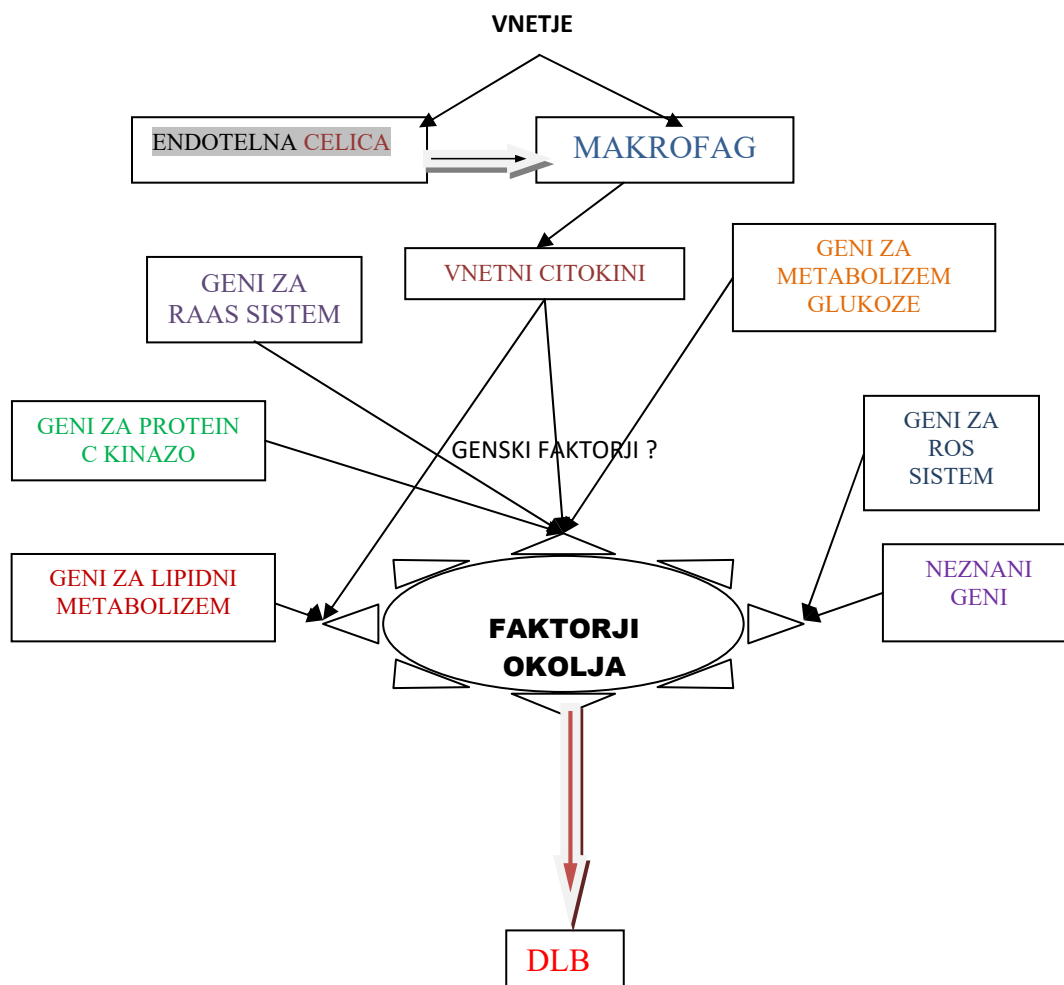 VNETJE
ENDOTELNA CELICA
MAKROFAG
GENI ZA
RAAS SISTEM
VNETNI CITOKINI
GENI ZA
METABOLIZEM
GLUKOZE
GENI ZA PROTEIN
C KINAZO
GENSKI FAKTORJI ?
GENI ZA
ROS
SISTEM
GENI ZA LIPIDNI
METABOLIZEM
FAKTORJI
OKOLJA
NEZNANI
GENI
DLB